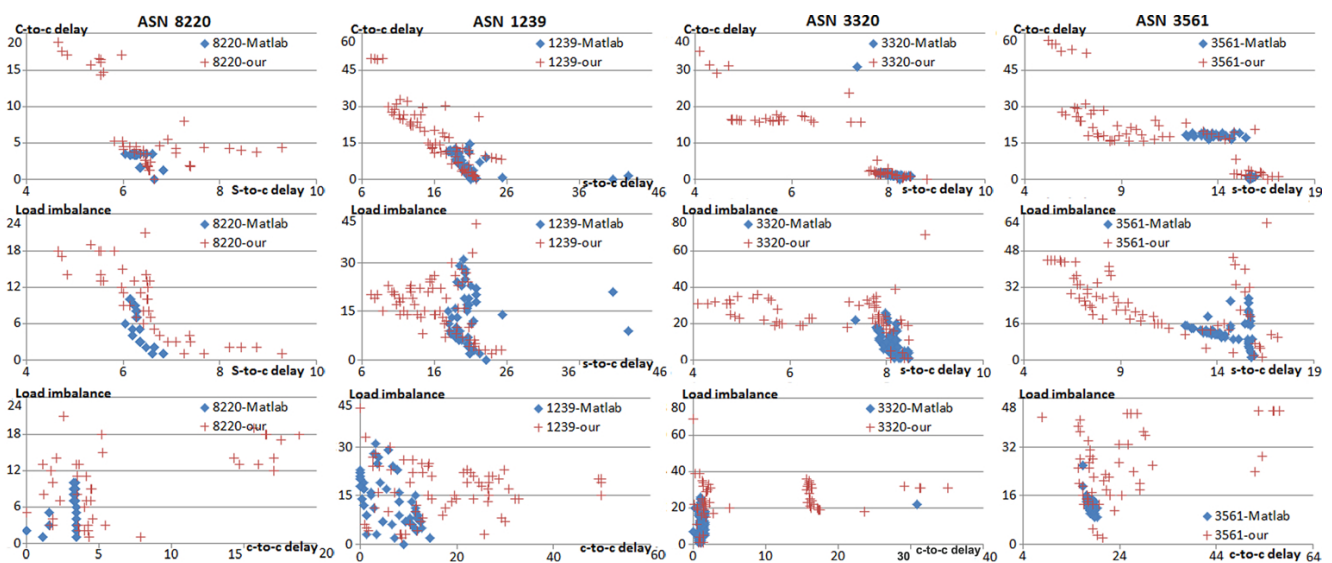 ASN 8220
C-to-c delay
20
15
10
5
0
8220-Matlab
8220-our
4
6
8
10
S-to-c delay
ASN 1239
C-to-c delay
60
45
30
15
0
1239-Matlab
1239-our
6
16
26
36
46
s-to-c delay
ASN 3320
C-to-c delay
40
30
20
10
0
3320-Matlab
3320-our
4
6
8
10
s-to-c delay
ASN 3561
C-to-c delay
60
45
30
15
0
3561-Matlab
3561-our
4
9
14
19
s-to-c delay
Load imbalance
24
20
16
12
8
4
0
8220-Matlab
8220-our
4
6
8
10
S-to-c delay
Load imbalance
45
30
15
0
1239-Matlab
1239-our
6
16
26
36
46
s-to-c delay
Load imbalance
80
60
40
20
0
3320-Matlab
3320-our
4
6
8
10
s-to-c delay
Load imbalance
64
48
32
16
0
3561-Matlab
3561-our
4
9
14
19
s-to-c delay
Load imbalance
24
18
12
6
0
8220-Matlab
8220-our
0
5
10
15
20
c-to-c delay
Load imbalance
45
30
15
0
1239-Matlab
1239-our
0
20
40
60
c-to-c delay
Load imbalance
80
60
40
20
0
3320-Matlab
3320-our
0
10
20
30
40
c-to-c delay
Load imbalance
48
32
16
0
3561-Matlab
3561-our
4
24
44
64
c-to-c delay